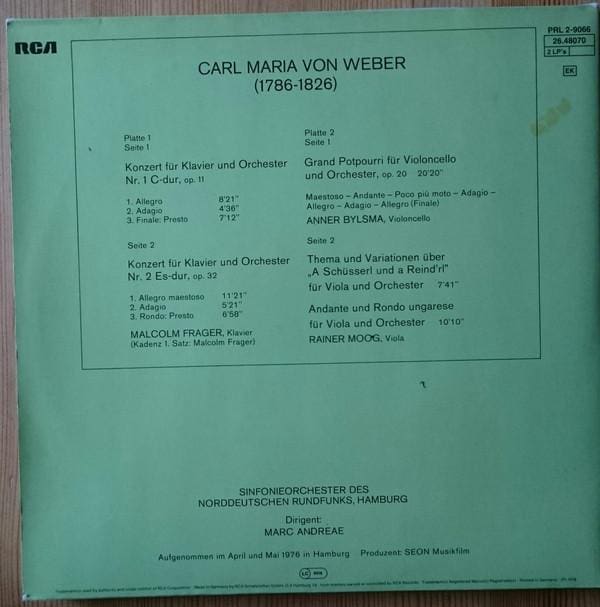 RCA
PRL 2-9066
26.48070
2 LP's
EK
CARL MARIA VON WEBER
(1786-1826)
Platte 1
Seite 1
Konzert für Klavier und Orchester
Nr. 1 C-dur, op. 11
1. Allegro 8'21"
2. Adagio 4'36"
3. Finale: Presto 7'12"
Seite 2
Konzert für Klavier und Orchester
Nr. 2 Es-dur, op. 32
1. Allegro maestoso 11'21"
2. Adagio 5'21"
3. Rondo: Presto 6'58"
MALCOLM FRAGER, Klavier
(Kadenz 1. Satz: Malcolm Frager)
Platte 2
Seite 1
Grand Potpourri für Violoncello
und Orchester, op. 20 20'20"
Maestoso – Andante – Poco più moto – Adagio –
Allegro – Adagio – Allegro (Finale)
ANNER BYLSMA, Violoncello
Seite 2
Thema und Variationen über
„A Schüsserl und a Reind'rl"
für Viola und Orchester 7'41"
Andante und Rondo ungarese
für Viola und Orchester 10'10"
RAINER MOOG, Viola
SINFONIEORCHESTER DES
NORDDEUTSCHEN RUNDFUNKS, HAMBURG
Dirigent:
MARC ANDREAE
Aufgenommen im April und Mai 1976 in Hamburg Produzent: SEON Musikfilm
LC